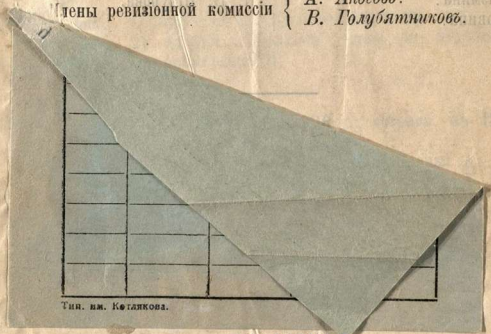 Члены ревизіонной комиссіи {
В. Голубятниковъ.
Тип. им. Котлякова.